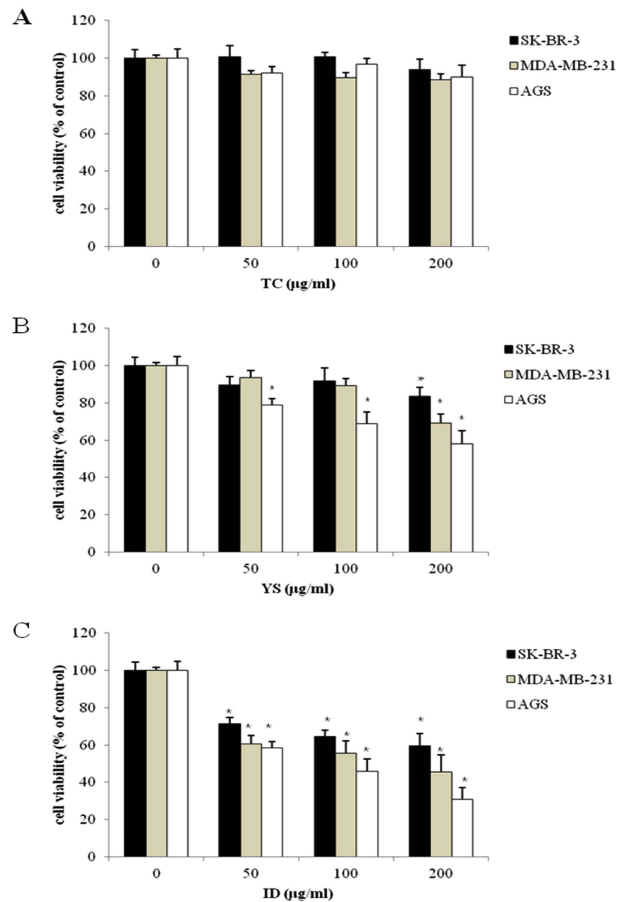 A
120
100
80
60
40
20
0
cell viability (% of control)
0 50 100 200
TC (μg/ml)
SK-BR-3
MDA-MB-231
AGS
B
120
100
80
60
40
20
0
cell viability (% of control)
* * * * *
0 50 100 200
YS (μg/ml)
SK-BR-3
MDA-MB-231
AGS
C
120
100
80
60
40
20
0
cell viability (% of control)
* * * * * * * * *
0 50 100 200
ID (μg/ml)
SK-BR-3
MDA-MB-231
AGS